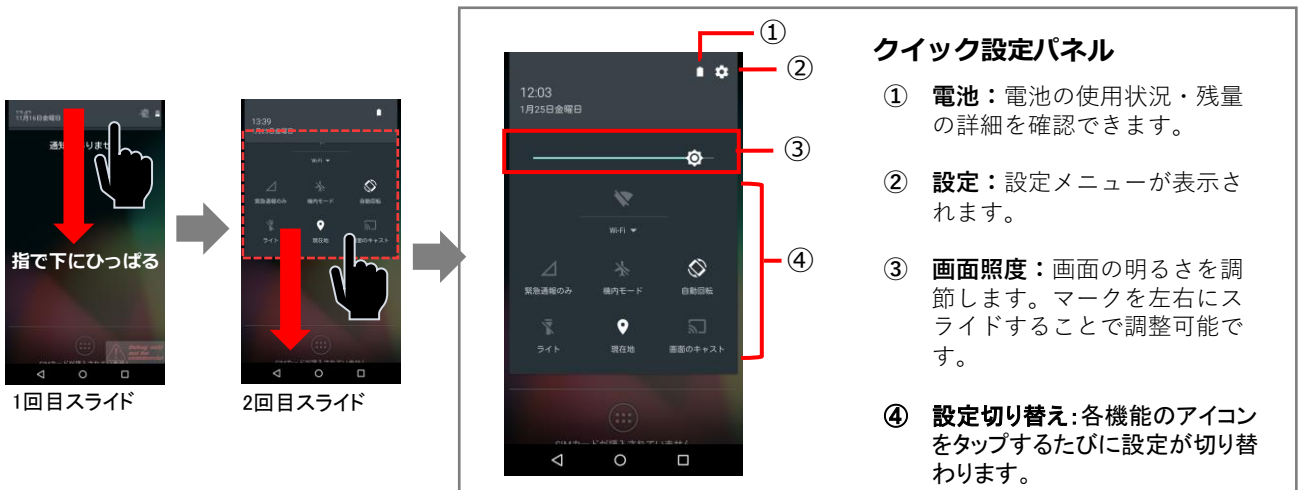 11月16日金曜日
指で下にひっぱる
1回目スライド
13:39
Wi-Fi
緊急通報のみ
機内モード
自動回転
ライト
現在地
画面のキャスト
2回目スライド
12:03
1月25日金曜日
Wi-Fi
緊急通報のみ
機内モード
自動回転
ライト
現在地
画面のキャスト
①
②
③
④
クイック設定パネル
① 電池：電池の使用状況・残量
の詳細を確認できます。
② 設定：設定メニューが表示さ
れます。
③ 画面照度：画面の明るさを調
節します。マークを左右にス
ライドすることで調整可能で
す。
④ 設定切り替え：各機能のアイコン
をタップするたびに設定が切り替
わります。